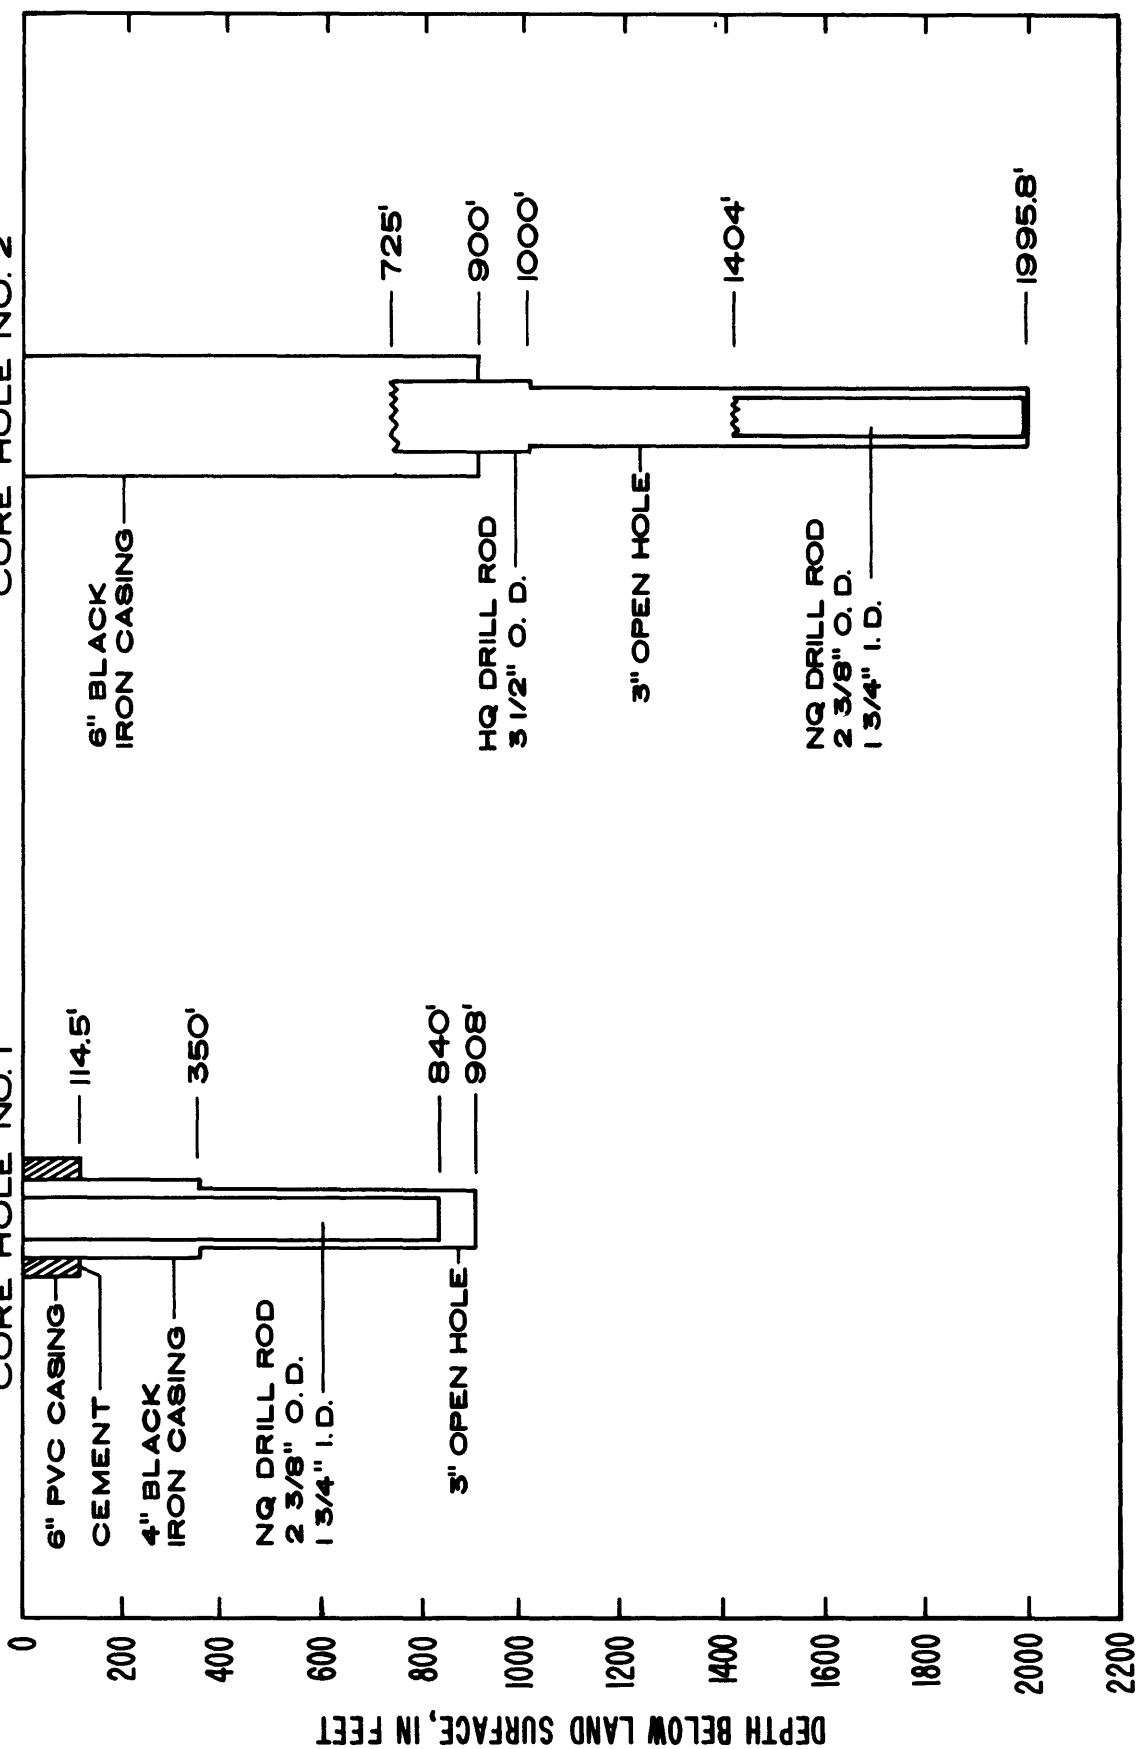 CORE HOLE NO. 1
CORE HOLE NO. 2
DEPTH BELOW LAND SURFACE, IN FEET
0
200
400
600
800
1000
1200
1400
1600
1800
2000
2200
6" PVC CASING
CEMENT
4" BLACK
IRON CASING
NQ DRILL ROD
2 3/8" O.D.
1 3/4" I.D.
3" OPEN HOLE
114.5'
350'
840'
908'
6" BLACK
IRON CASING
HQ DRILL ROD
3 1/2" O. D.
3" OPEN HOLE
NQ DRILL ROD
2 3/8" O. D.
1 3/4" I. D.
725'
900'
1000'
1404'
1995.8'